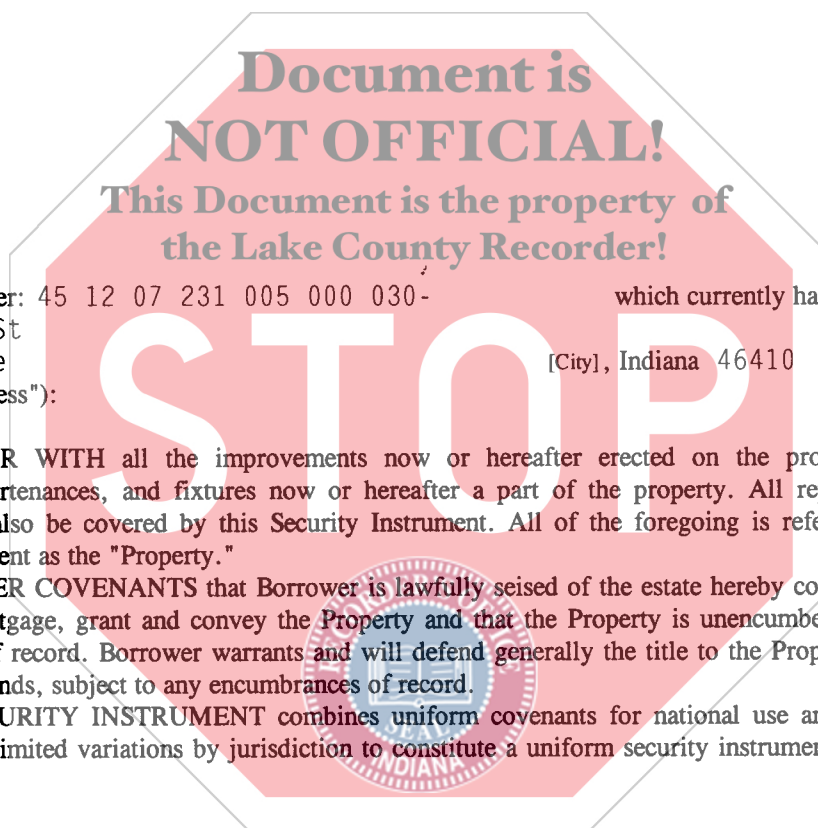 Document is
NOT OFFICIAL!
This Document is the property of
the Lake County Recorder!
er: 45 12 07 231 005 000 030- which currently ha
St
e [City], Indiana 46410
ess"):
STOP
R WITH all the improvements now or hereafter erected on the pro
rtenances, and fixtures now or hereafter a part of the property. All re
also be covered by this Security Instrument. All of the foregoing is refe
ent as the "Property."
ER COVENANTS that Borrower is lawfully seised of the estate hereby co
tgage, grant and convey the Property and that the Property is unencumbe
f record. Borrower warrants and will defend generally the title to the Prop
nds, subject to any encumbrances of record.
URITY INSTRUMENT combines uniform covenants for national use an
limited variations by jurisdiction to constitute a uniform security instrumen
RECORDER'S OFFICE
SEAL
INDIANA